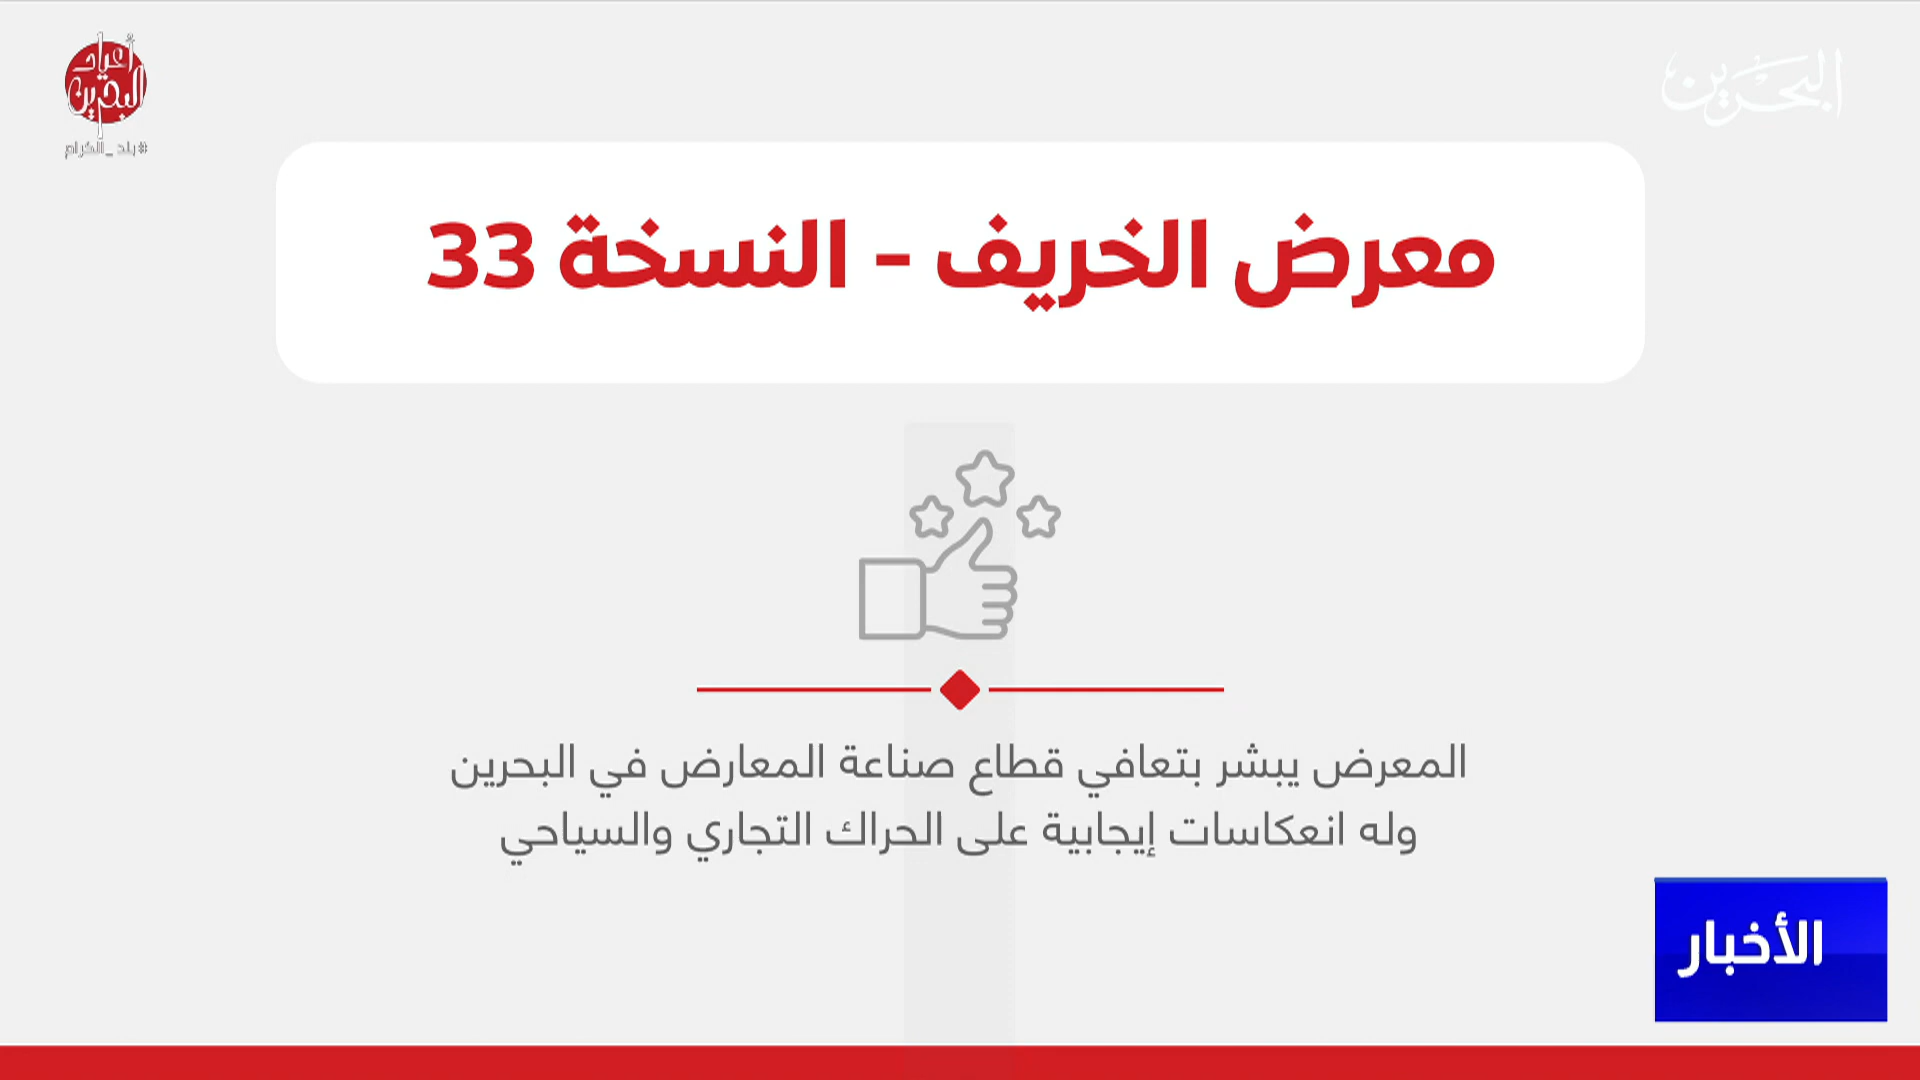 أعياد
البحرين
#بلد_الكرام
البحرين
معرض الخريف - النسخة 33
المعرض يبشر بتعافي قطاع صناعة المعارض في البحرين
وله انعكاسات إيجابية على الحراك التجاري والسياحي
الأخبار